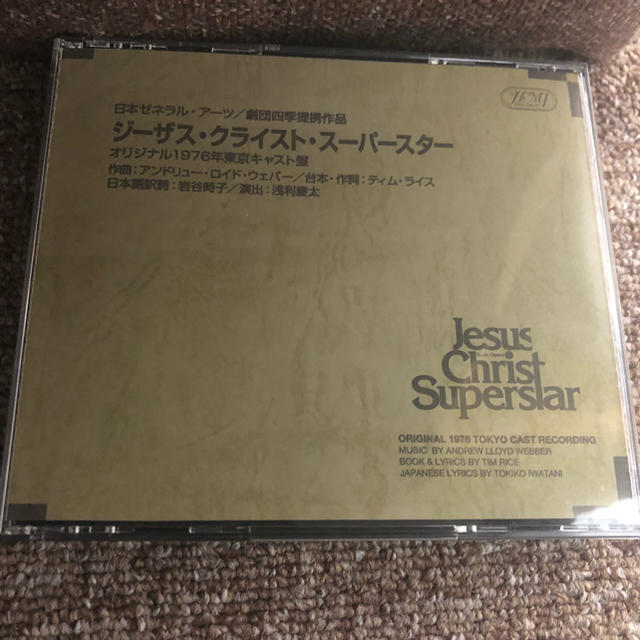 日本ゼネラル・アーツ／劇団四季提携作品
ジーザス・クライスト・スーパースター
オリジナル1976年東京キャスト盤
作曲：アンドリュー・ロイド・ウェバー／台本・作詞：ティム・ライス
日本語訳詩：岩谷時子／演出：浅利慶太
Jesus
Christ
Superstar
ORIGINAL 1976 TOKYO CAST RECORDING
MUSIC BY ANDREW LLOYD WEBBER
BOOK & LYRICS BY TIM RICE
JAPANESE LYRICS BY TOKIKO IWATANI